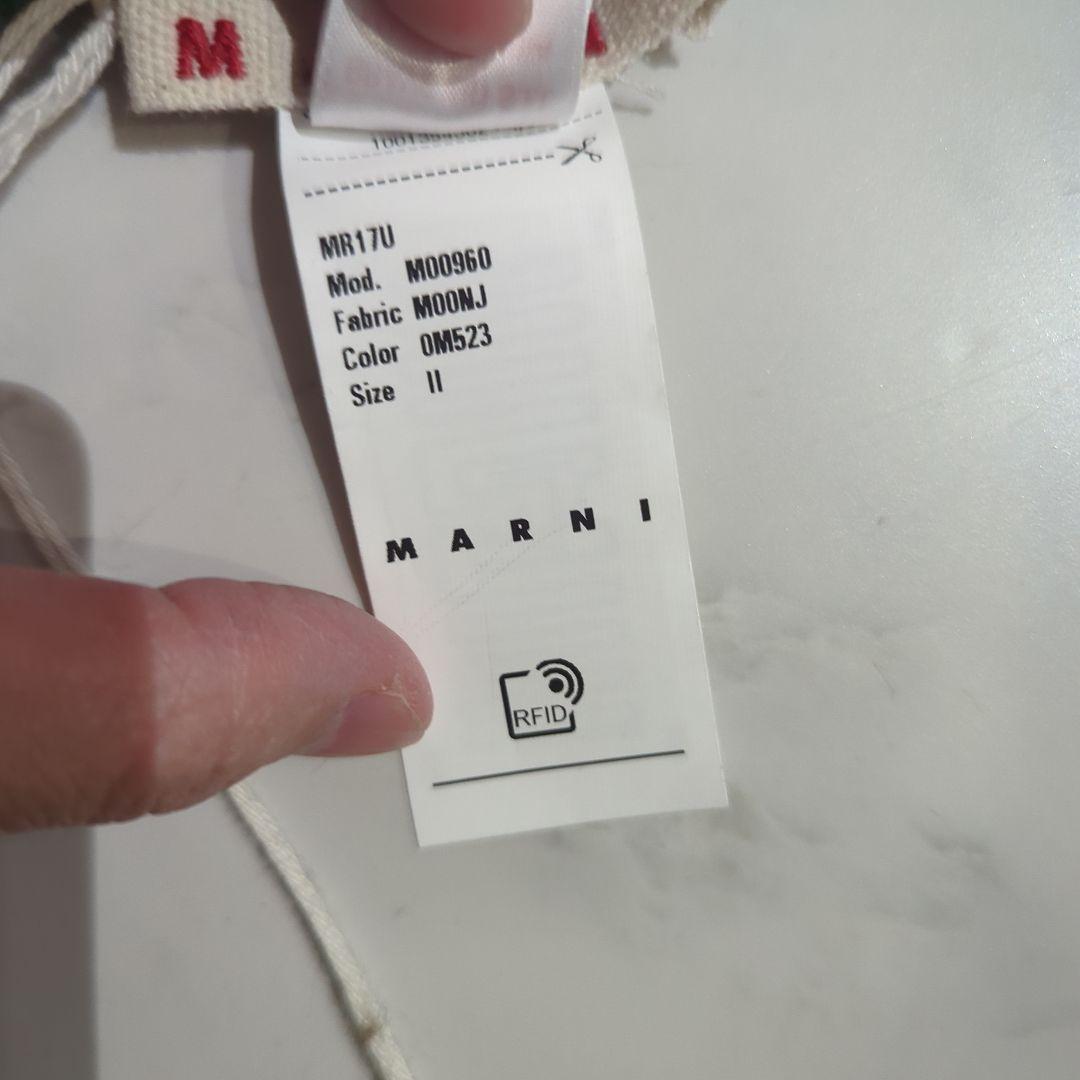 M
MR17U
Mod. M00960
Fabric M00NJ
Color 0M523
Size II
MARNI
RFID